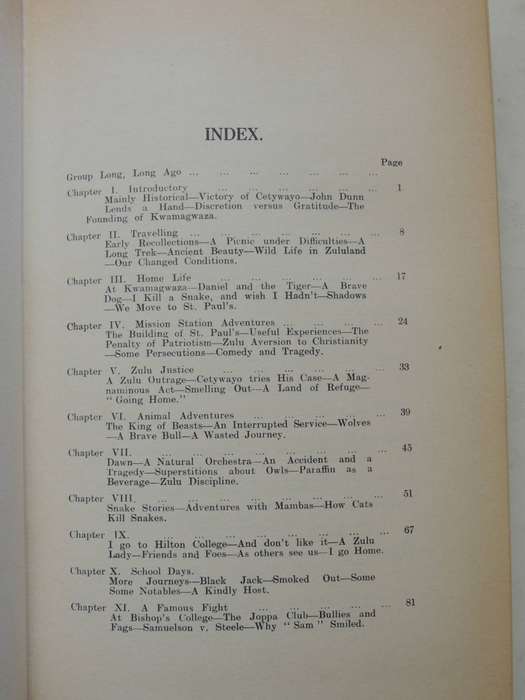 INDEX.
Page
Group Long, Long Ago ... ... ... ... ... ... ...
Chapter I. Introductory ... ... ... ... ... ... 1
Mainly Historical—Victory of Cetywayo—John Dunn
Lends a Hand—Discretion versus Gratitude—The
Founding of Kwamagwaza.
Chapter II. Travelling ... ... ... ... ... ... 8
Early Recollections—A Picnic under Difficulties—A
Long Trek—Ancient Beauty—Wild Life in Zululand
—Our Changed Conditions.
Chapter III. Home Life ... ... ... ... ... ... 17
At Kwamagwaza—Daniel and the Tiger—A Brave
Dog—I Kill a Snake, and wish I Hadn't—Shadows
—We Move to St. Paul's.
Chapter IV. Mission Station Adventures ... ... ... ... 24
The Building of St. Paul's—Useful Experiences—The
Penalty of Patriotism—Zulu Aversion to Christianity
—Some Persecutions—Comedy and Tragedy.
Chapter V. Zulu Justice ... ... ... ... ... ... 33
A Zulu Outrage—Cetywayo tries His Case—A Mag-
naminous Act—Smelling Out—A Land of Refuge—
" Going Home."
Chapter VI. Animal Adventures ... ... ... ... ... 39
The King of Beasts—An Interrupted Service—Wolves
—A Brave Bull—A Wasted Journey.
Chapter VII. ... ... ... ... ... ... ... ... 45
Dawn—A Natural Orchestra—An Accident and a
Tragedy—Superstitions about Owls—Paraffin as a
Beverage—Zulu Discipline.
Chapter VIII. ... ... ... ... ... ... ... ... 51
Snake Stories—Adventures with Mambas—How Cats
Kill Snakes.
Chapter IX. ... ... ... ... ... ... ... ... 67
I go to Hilton College—And don't like it—A Zulu
Lady—Friends and Foes—As others see us—I go Home.
Chapter X. School Days.
More Journeys—Black Jack—Smoked Out—Some
Some Notables—A Kindly Host.
Chapter XI. A Famous Fight ... ... ... ... ... 81
At Bishop's College—The Joppa Club—Bullies and
Fags—Samuelson v. Steele—Why " Sam " Smiled.